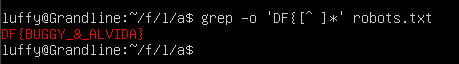 luffy@Grandline:~/f/l/a$ grep -o 'DF{[^ ]*' robots.txt
DF{BUGGY_&_ALVIDA}
luffy@Grandline:~/f/l/a$